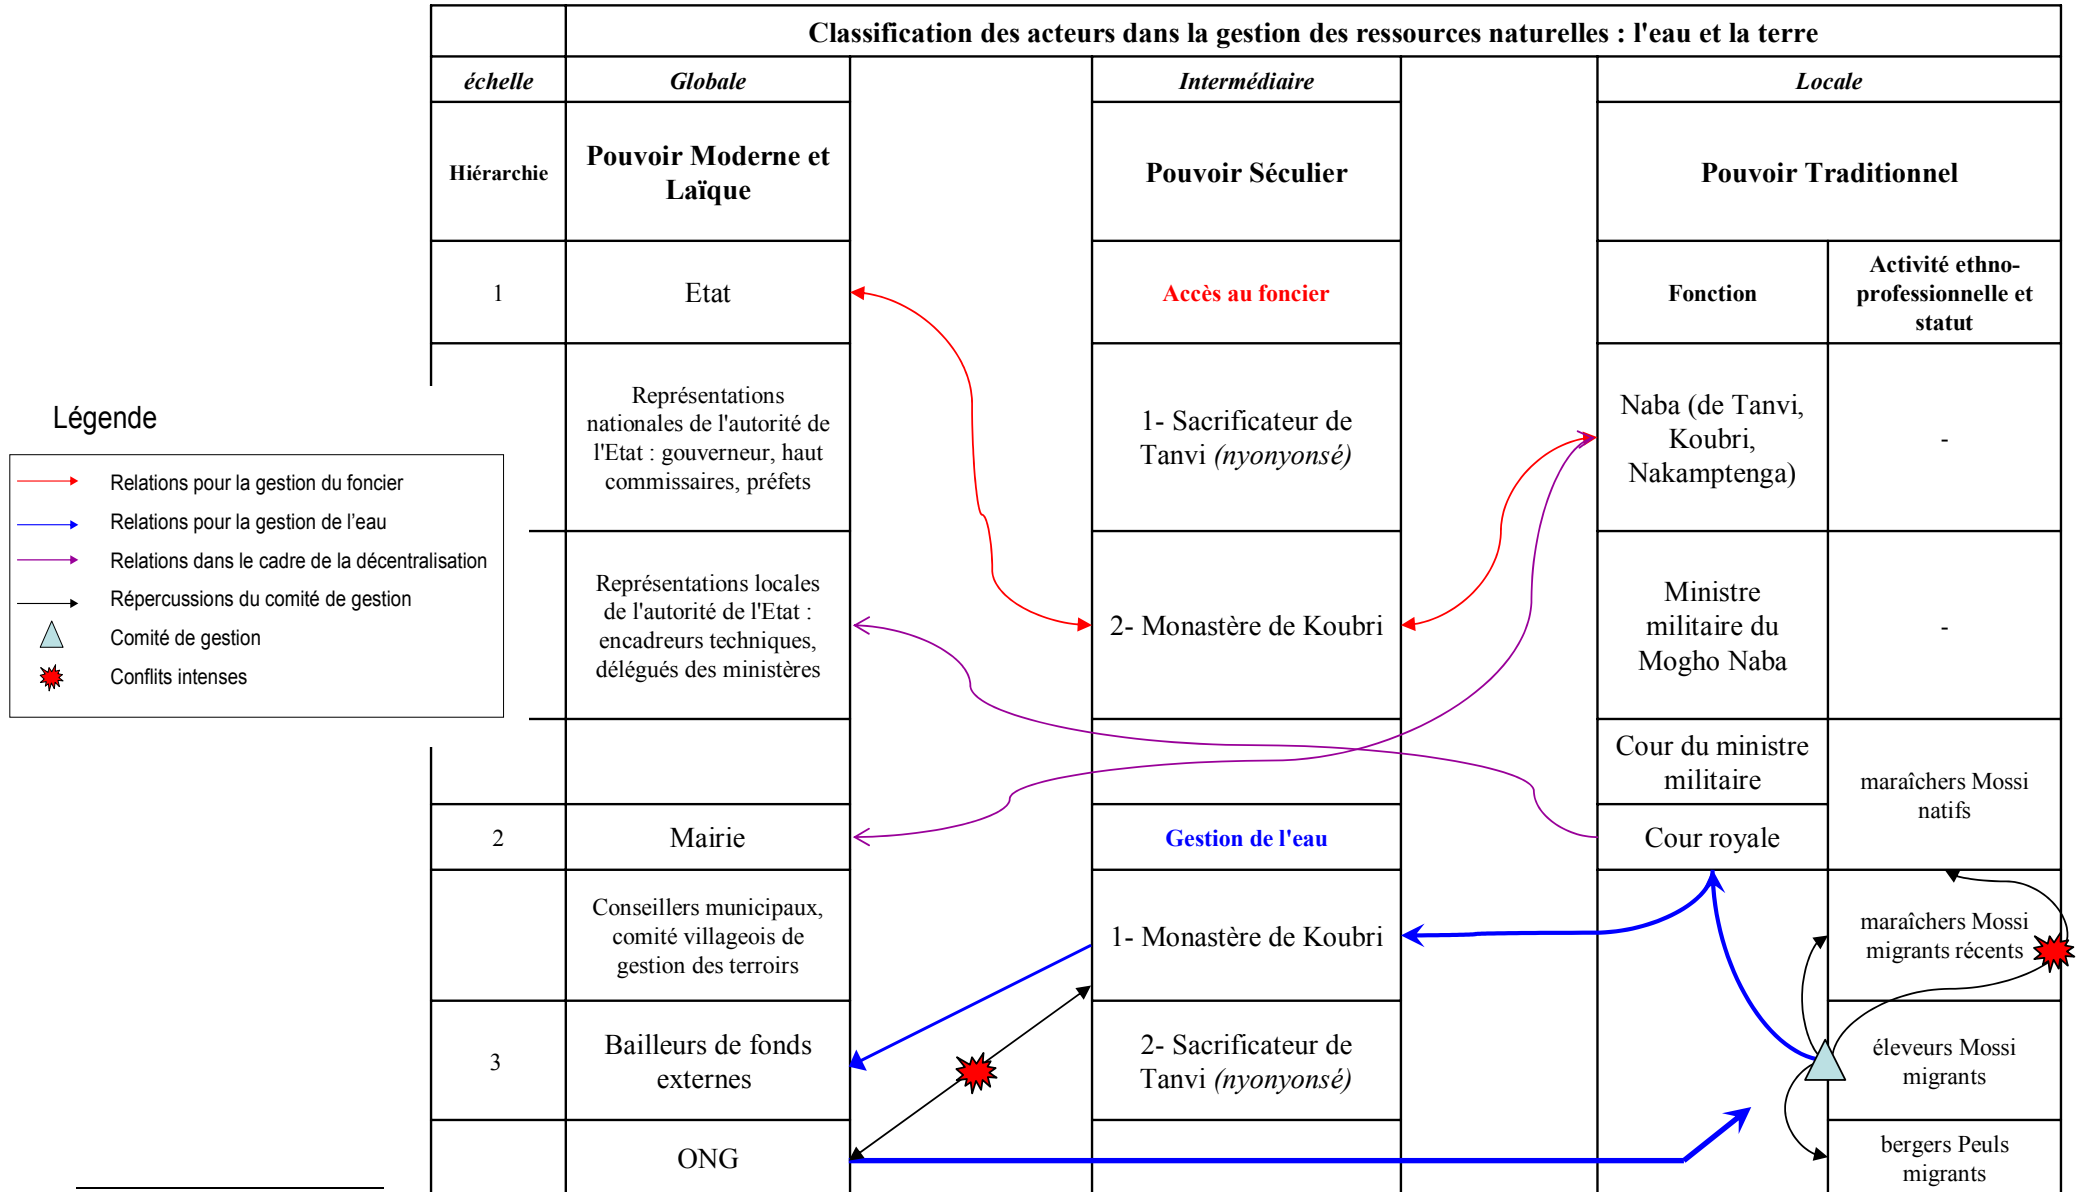 Classification des acteurs dans la gestion des ressources naturelles : l'eau et la terre
échelle
Globale
Intermédiaire
Locale
Hiérarchie
Pouvoir Moderne et
Laïque
Pouvoir Séculier
Pouvoir Traditionnel
1
Etat
Accès au foncier
Fonction
Activité ethno-
professionnelle et
statut
Représentations
nationales de l'autorité de
l'Etat : gouverneur, haut
commissaires, préfets
1- Sacrificateur de
Tanvi (nyonyonsé)
Naba (de Tanvi,
Koubri,
Nakamptenga)
-
Représentations locales
de l'autorité de l'Etat :
encadreurs techniques,
délégués des ministères
2- Monastère de Koubri
Ministre
militaire du
Mogho Naba
-
Cour du ministre
militaire
maraîchers Mossi
natifs
2
Mairie
Gestion de l'eau
Cour royale
Conseillers municipaux,
comité villageois de
gestion des terroirs
1- Monastère de Koubri
maraîchers Mossi
migrants récents
3
Bailleurs de fonds
externes
2- Sacrificateur de
Tanvi (nyonyonsé)
éleveurs Mossi
migrants
ONG
bergers Peuls
migrants
Légende
Relations pour la gestion du foncier
Relations pour la gestion de l'eau
Relations dans le cadre de la décentralisation
Répercussions du comité de gestion
Comité de gestion
Conflits intenses